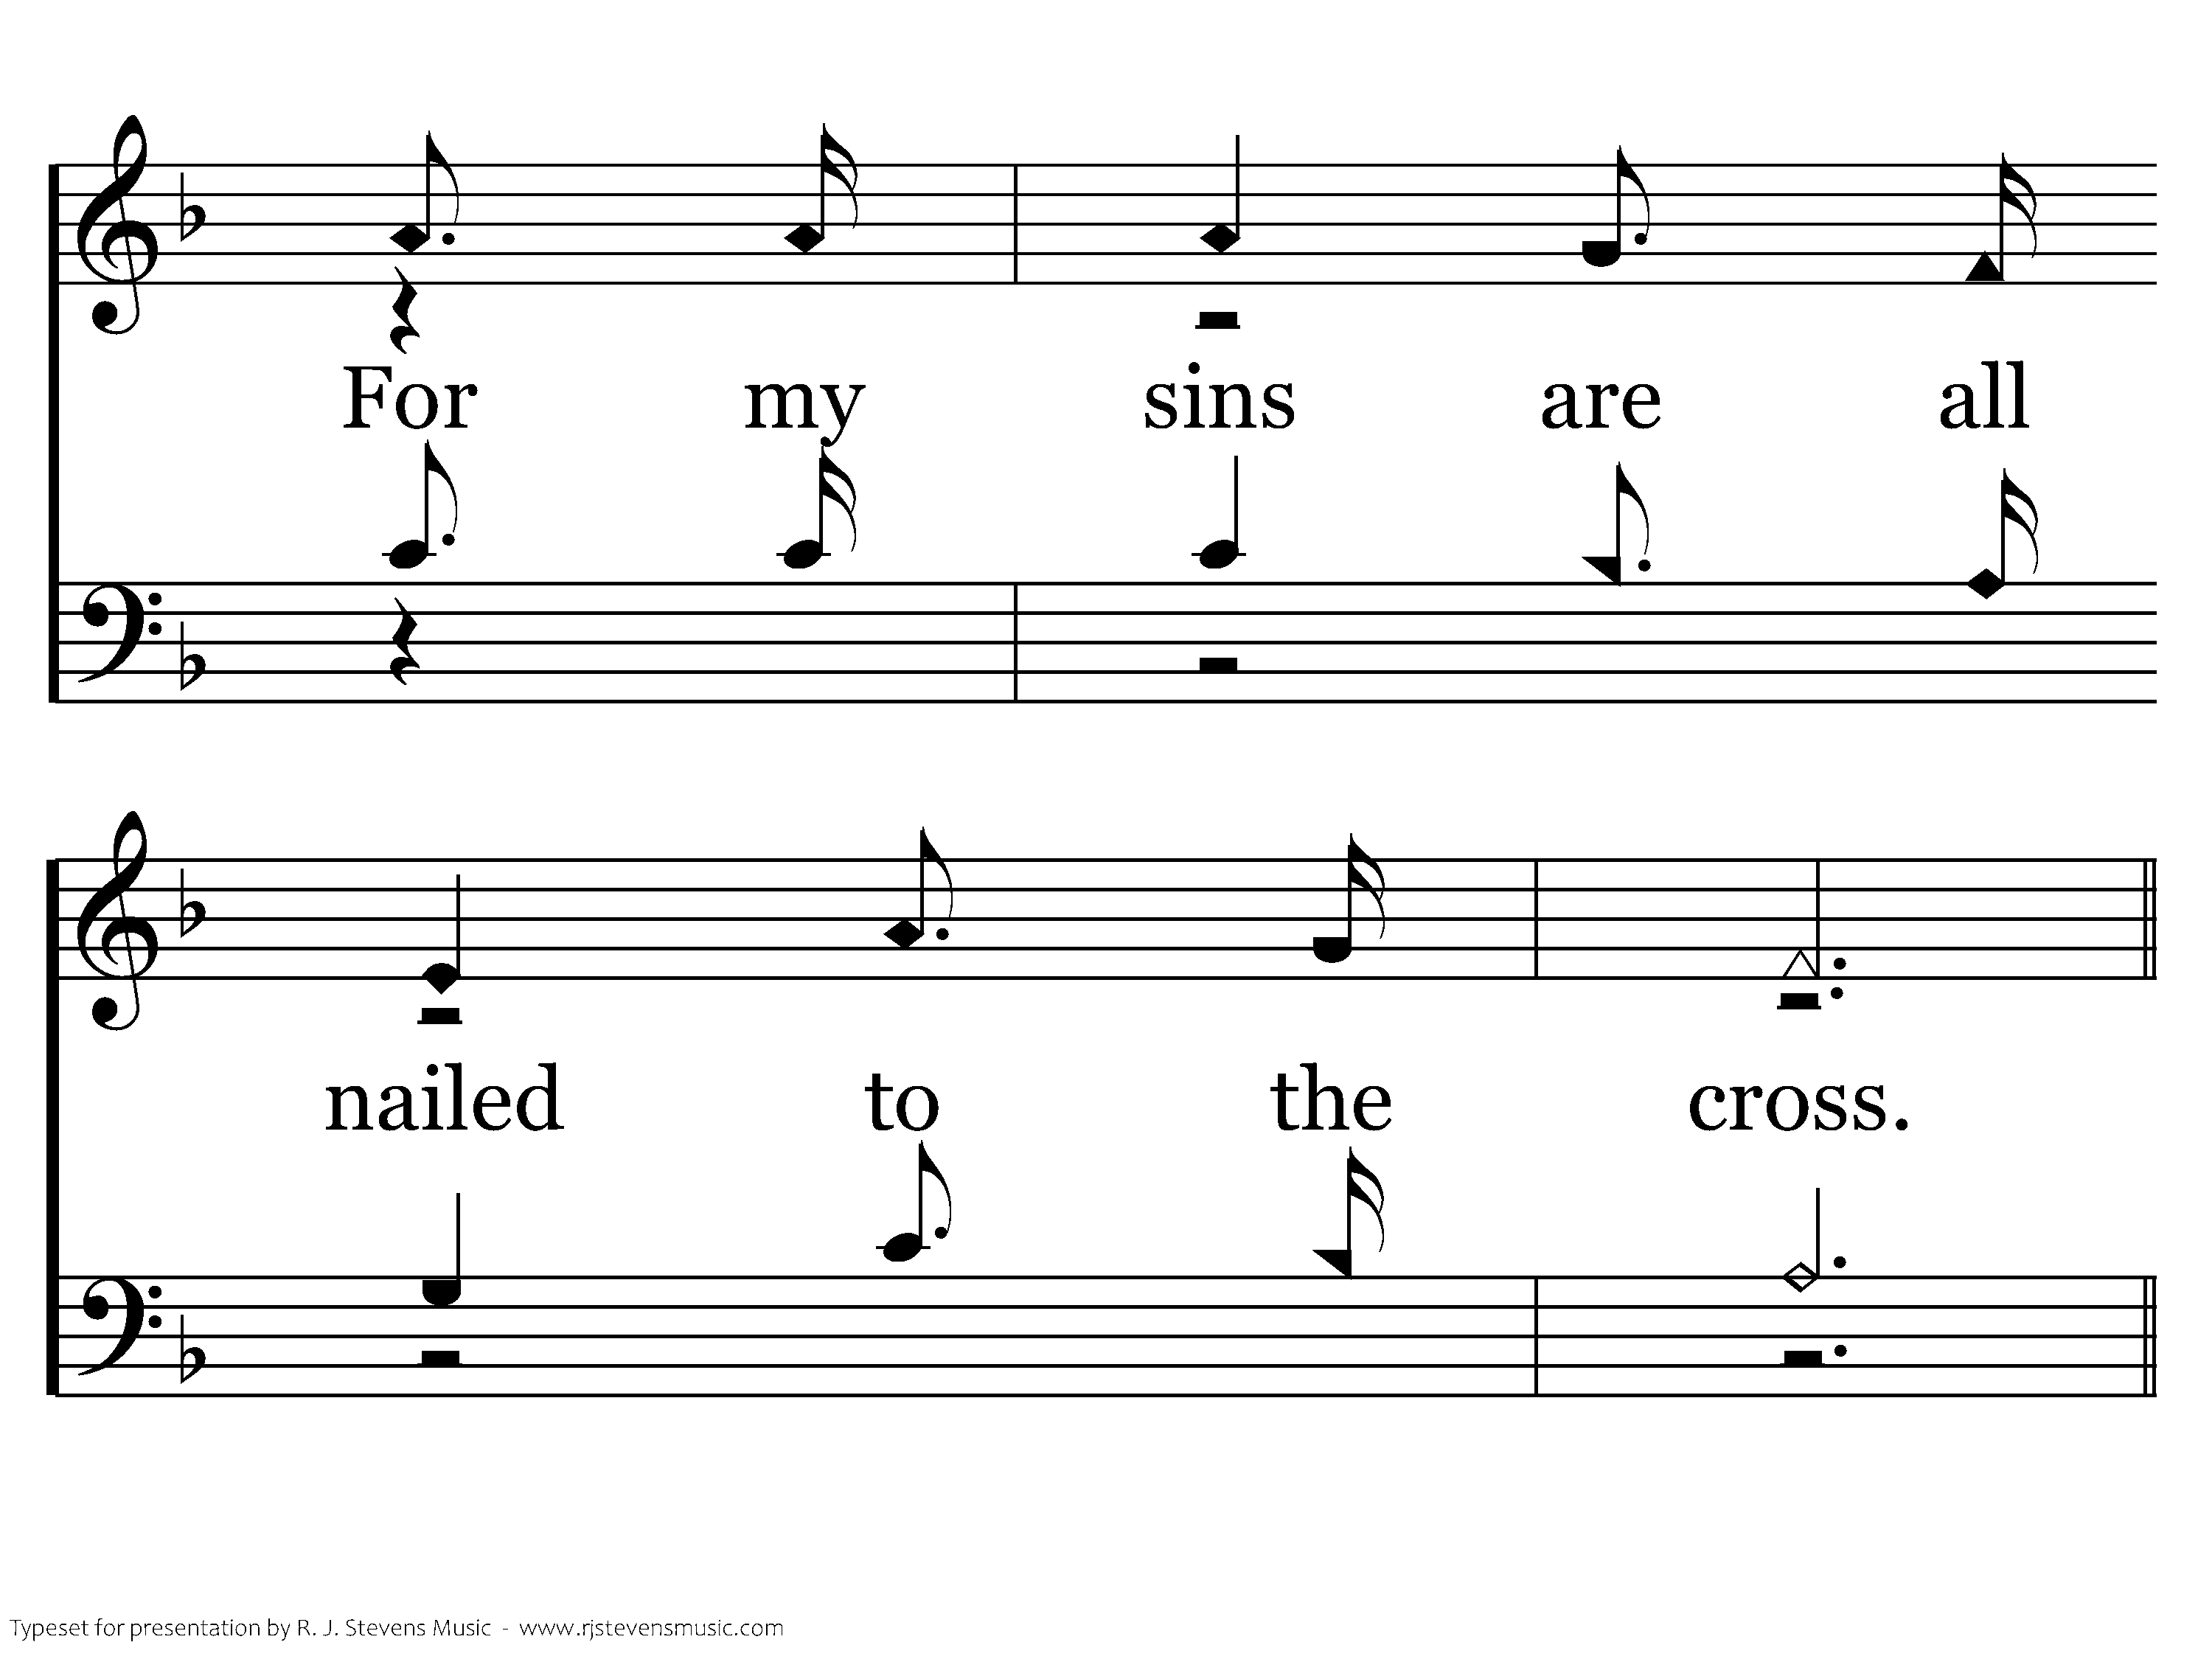 For my sins are all
nailed to the cross.
Typeset for presentation by R. J. Stevens Music - www.rjstevensmusic.com